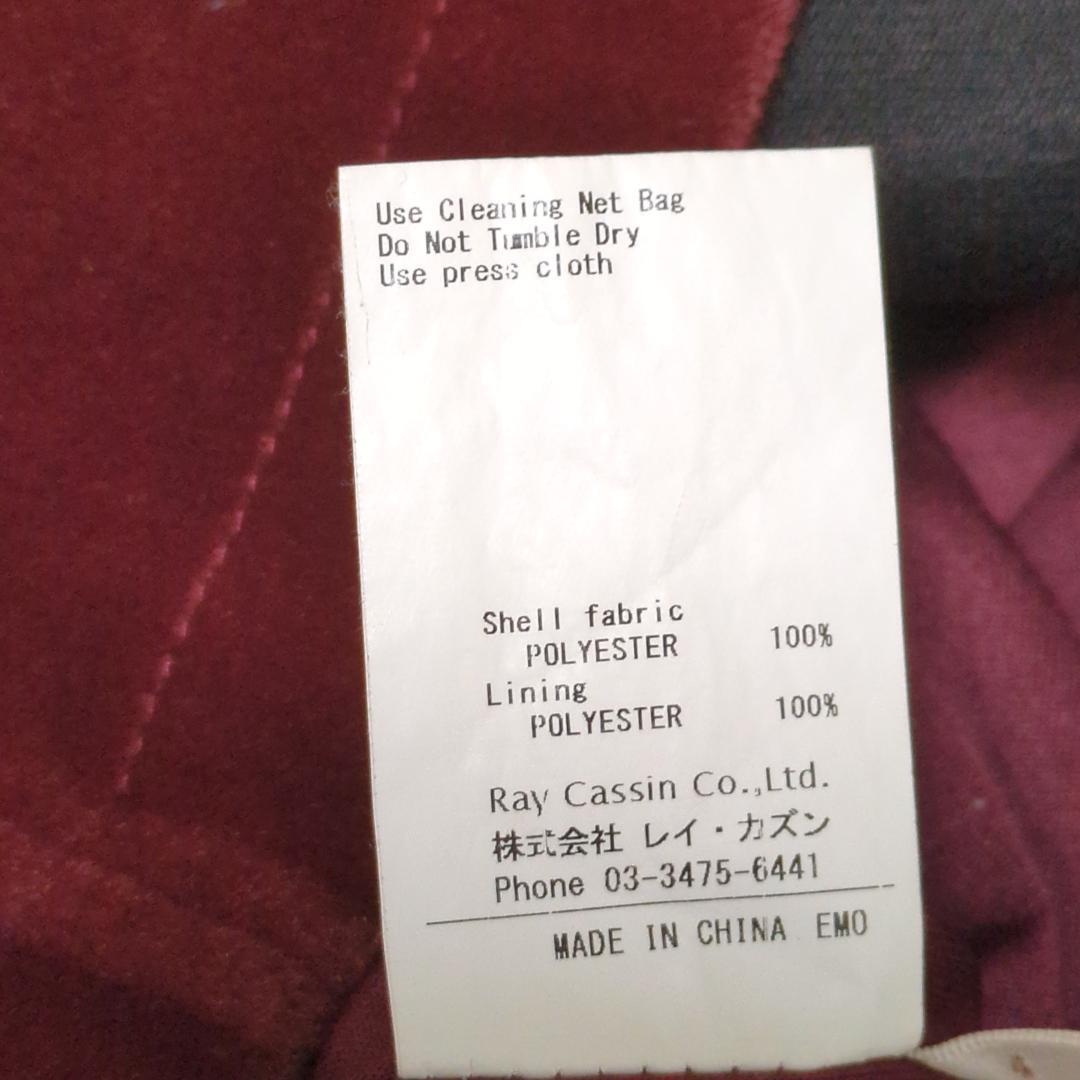 Use Cleaning Net Bag
Do Not Tumble Dry
Use press cloth
Shell fabric
POLYESTER 100%
Lining
POLYESTER 100%
Ray Cassin Co.,Ltd.
株式会社 レイ・カズン
Phone 03-3475-6441
MADE IN CHINA EMO